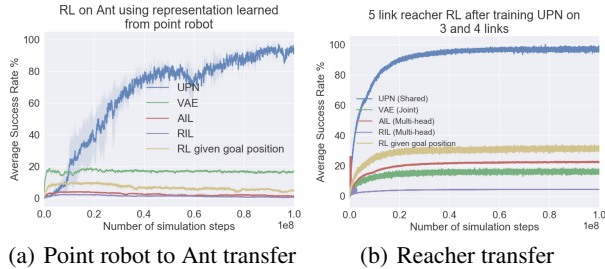 RL on Ant using representation learned
from point robot
Average Success Rate %
100
80
60
40
20
0
UPN
VAE
AIL
RIL
RL given goal position
0.0 0.2 0.4 0.6 0.8 1.0
Number of simulation steps 1e8
(a) Point robot to Ant transfer
5 link reacher RL after training UPN on
3 and 4 links
Average Success Rate %
100
80
60
40
20
0
UPN (Shared)
VAE (Joint)
AIL (Multi-head)
RIL (Multi-head)
RL given goal position
0.0 0.2 0.4 0.6 0.8 1.0
Number of simulation steps 1e8
(b) Reacher transfer